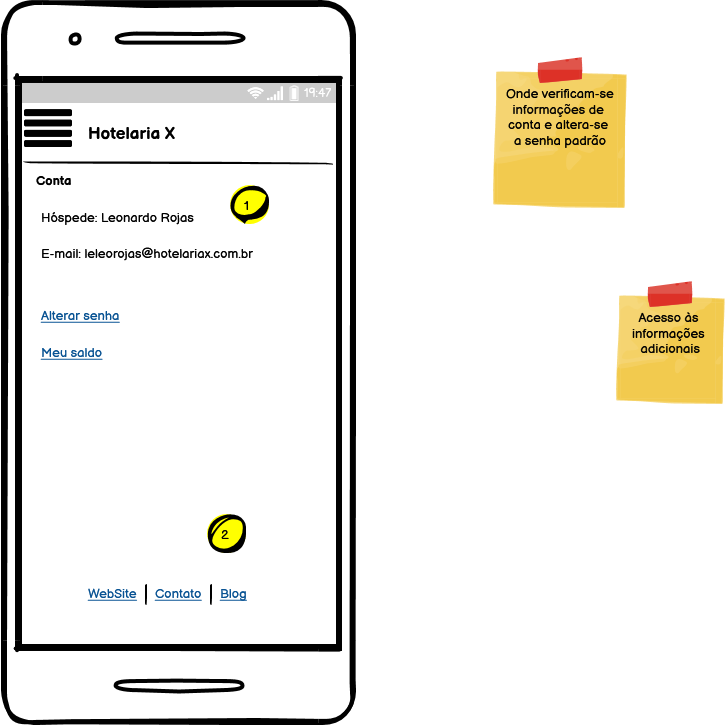 19:47
Hotelaria X
Conta
1
Hóspede: Leonardo Rojas
E-mail: leleorojas@hotelariax.com.br
Alterar senha
Meu saldo
2
WebSite | Contato | Blog
Onde verificam-se
informações de
conta e altera-se
a senha padrão
Acesso às
informações
adicionais